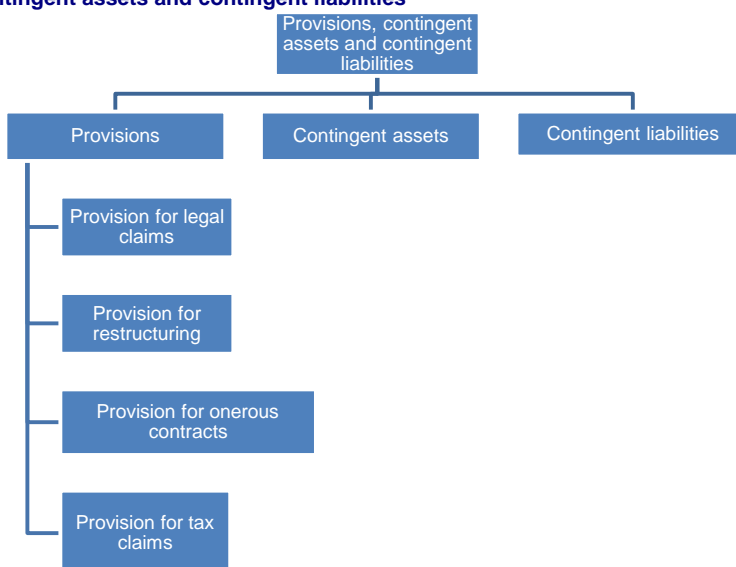 ntingent assets and contingent liabilities
Provisions, contingent
assets and contingent
liabilities
Provisions
Contingent assets
Contingent liabilities
Provision for legal
claims
Provision for
restructuring
Provision for onerous
contracts
Provision for tax
claims